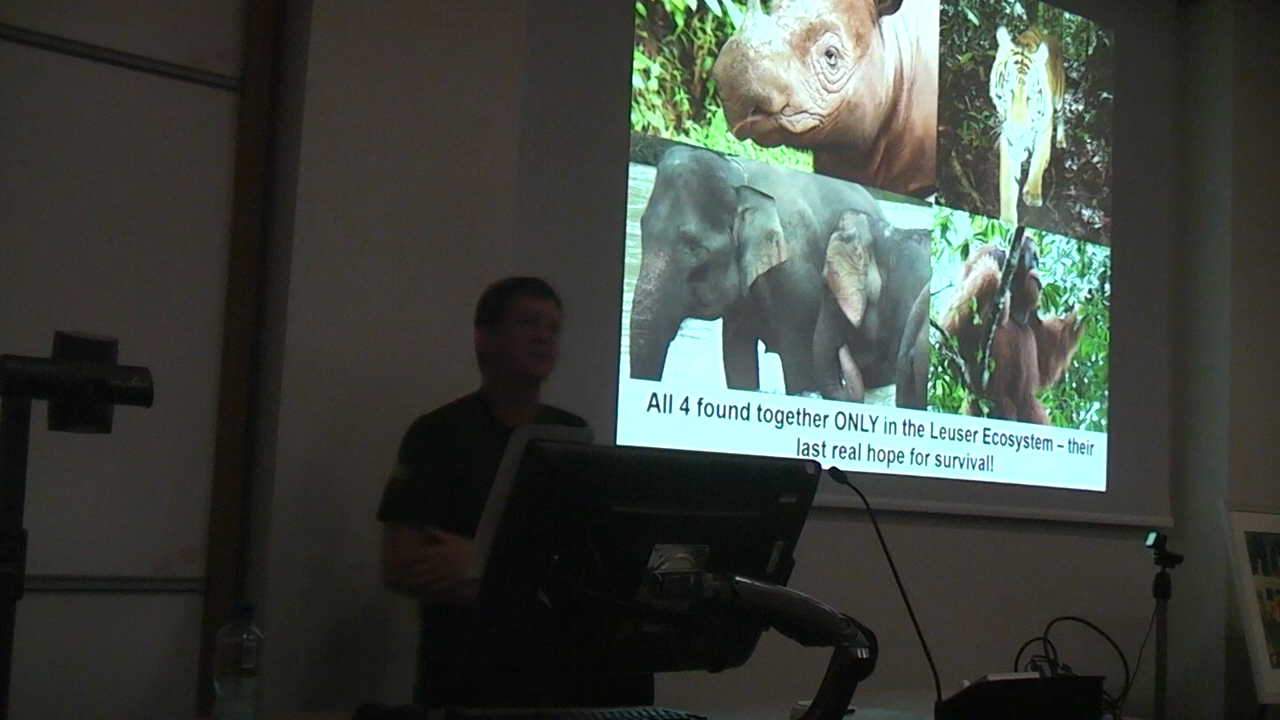 All 4 found together ONLY in the Leuser Ecosystem – their
last real hope for survival!